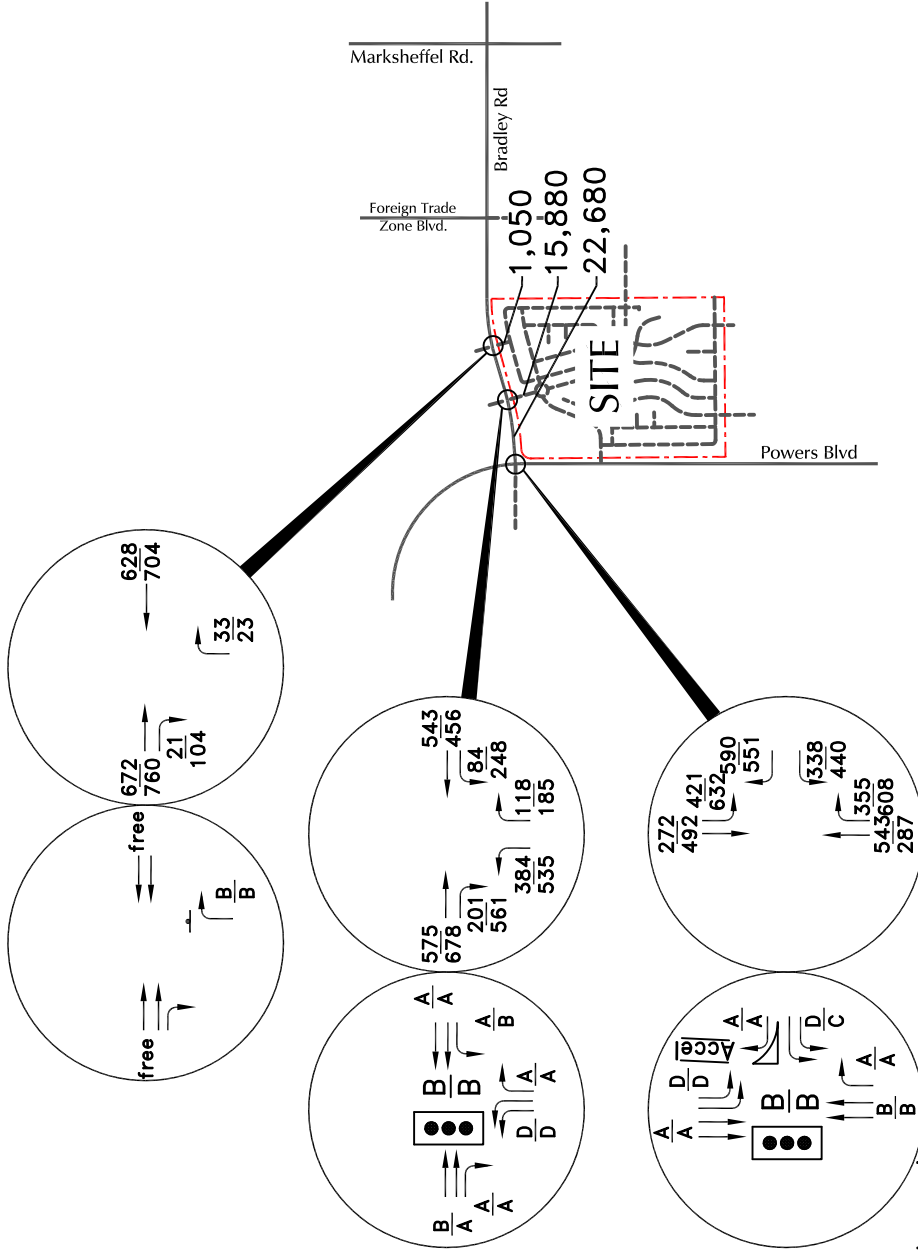 Marksheffel Rd.
Bradley Rd
Foreign Trade
Zone Blvd.
1,050
15,880
22,680
SITE
Powers Blvd
628
704
33
23
672
760
21
104
free
free
B
B
543
456
84
248
118
185
384
535
575
678
201
561
A
A
A
B
B
B
A
A
D
D
B
A
A
A
272
492
421
632
590
551
338
440
355
608
543
287
A
A
D
D
Accel
A
A
D
C
B
B
A
A
B
B